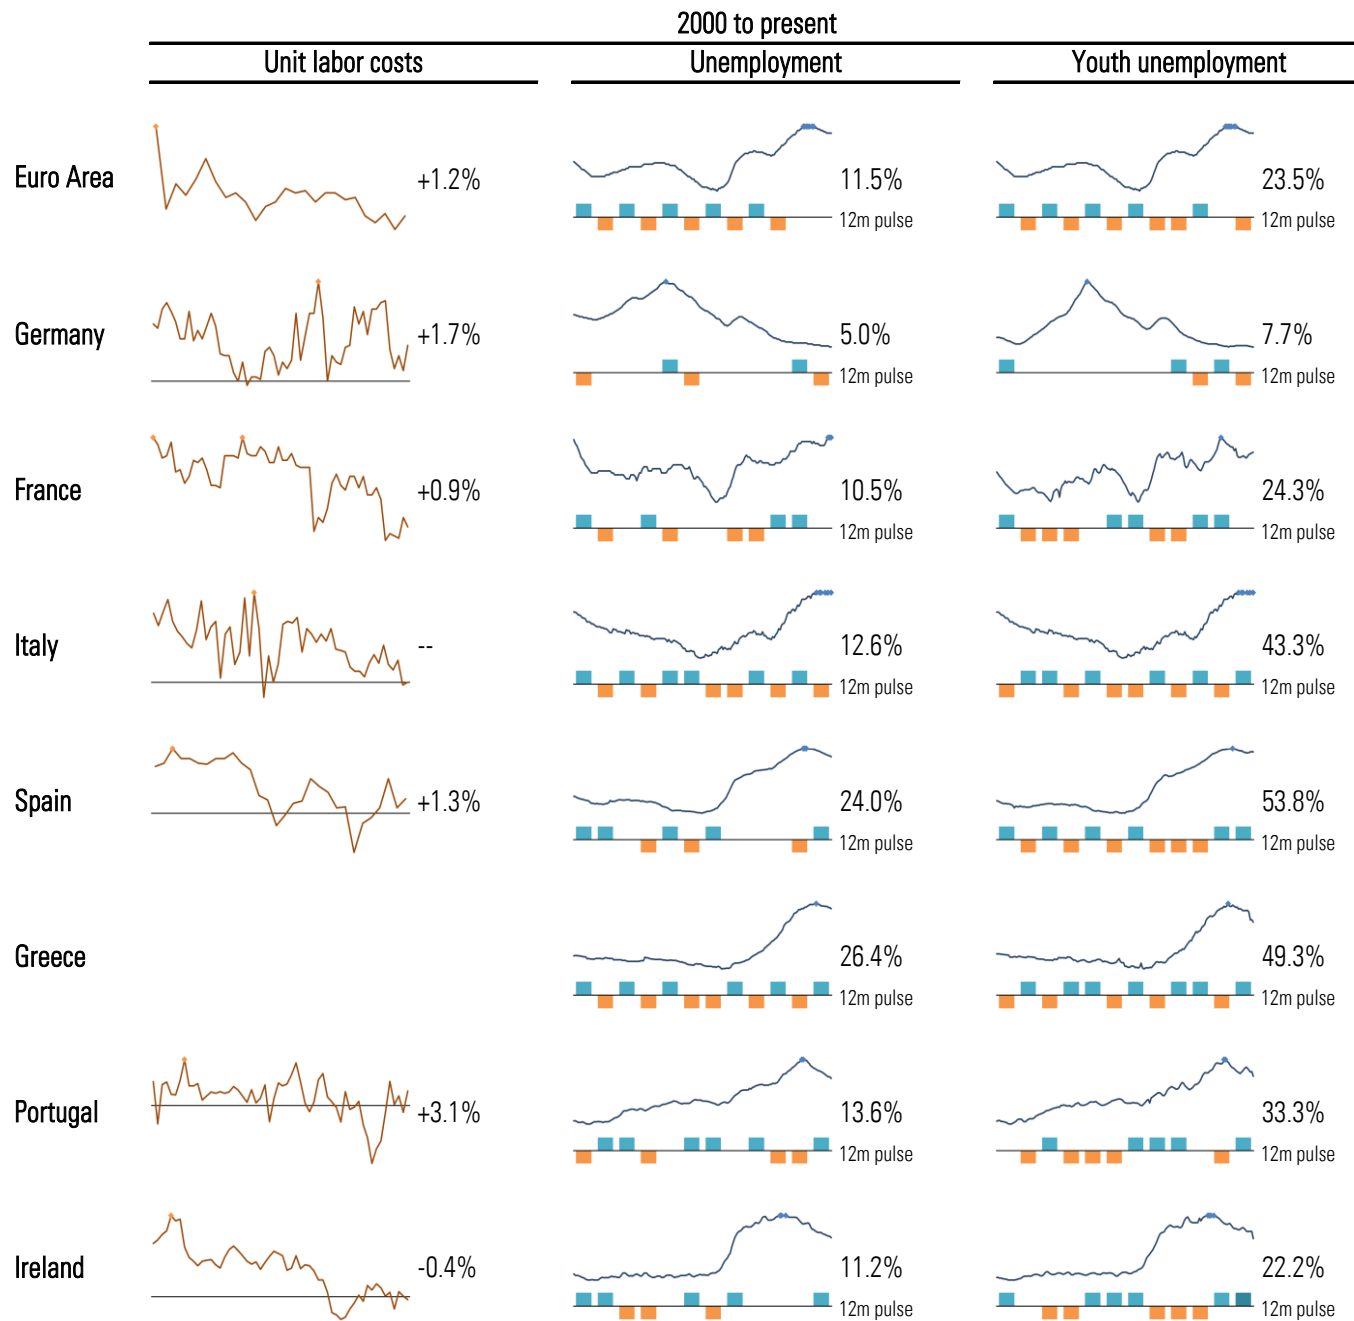 2000 to present
Unit labor costs Unemployment Youth unemployment
Euro Area +1.2% 11.5% 23.5%
12m pulse 12m pulse
Germany +1.7% 5.0% 7.7%
12m pulse 12m pulse
France +0.9% 10.5% 24.3%
12m pulse 12m pulse
Italy -- 12.6% 43.3%
12m pulse 12m pulse
Spain +1.3% 24.0% 53.8%
12m pulse 12m pulse
Greece 26.4% 49.3%
12m pulse 12m pulse
Portugal +3.1% 13.6% 33.3%
12m pulse 12m pulse
Ireland -0.4% 11.2% 22.2%
12m pulse 12m pulse